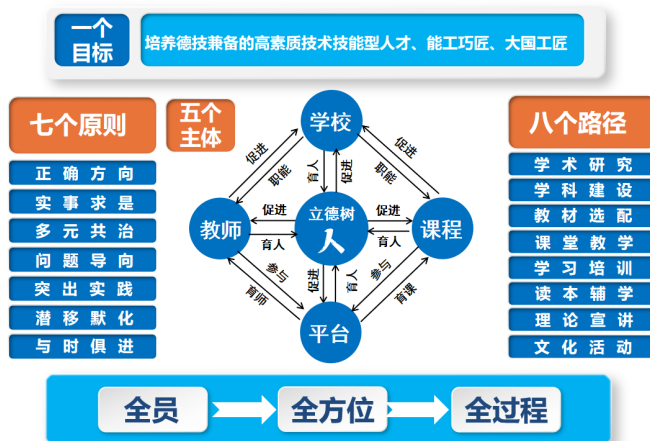 一个
目标
培养德技兼备的高素质技术技能型人才、能工巧匠、大国工匠
七个原则
正确方向
实事求是
多元共治
问题导向
突出实践
潜移默化
与时俱进
五个
主体
学校
促进
职能
育人
促进
职能
促进
教师
促进
育人
立德树
人
促进
育人
课程
参与
育师
促进
育人
参与
育课
平台
八个路径
学术研究
学科建设
教材选配
课堂教学
学习培训
读本辅学
理论宣讲
文化活动
全员
全方位
全过程